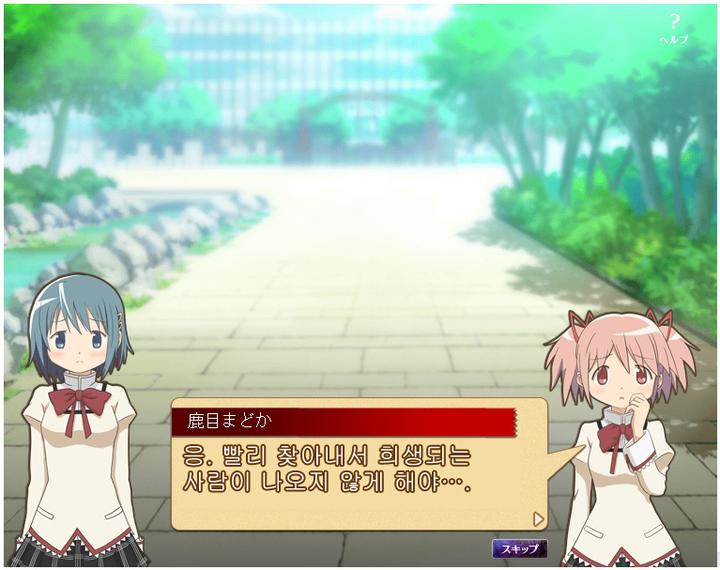 ?
ヘルプ
鹿目まどか
응. 빨리 찾아내서 희생되는
사람이 나오지 않게 해야….
スキップ